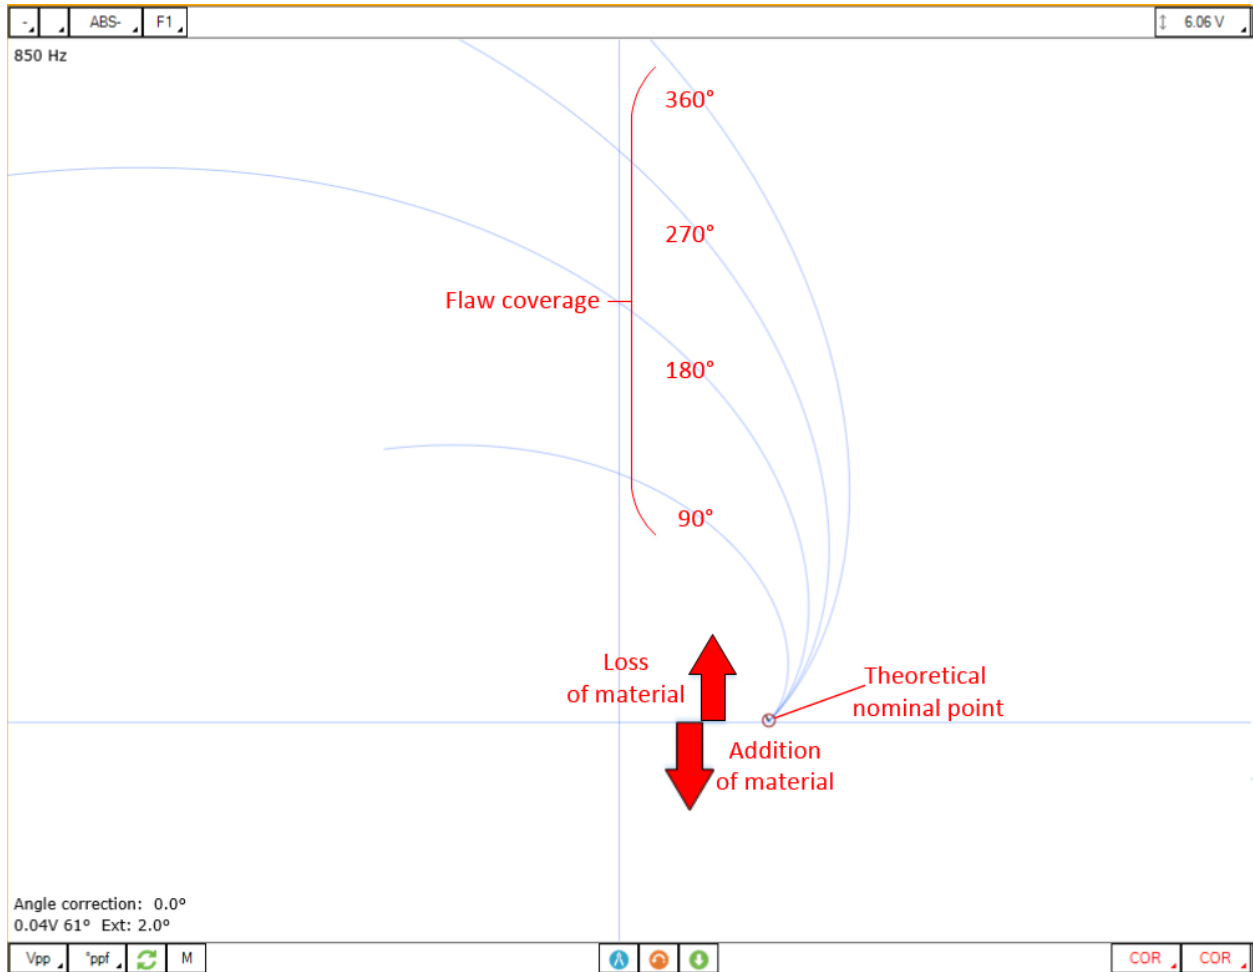 -
ABS-
F1
6.06 V
850 Hz
360°
270°
Flaw coverage
180°
90°
Loss
of material
Theoretical
nominal point
Addition
of material
Angle correction: 0.0°
0.04V 61° Ext: 2.0°
Vpp
°ppf
M
COR
COR